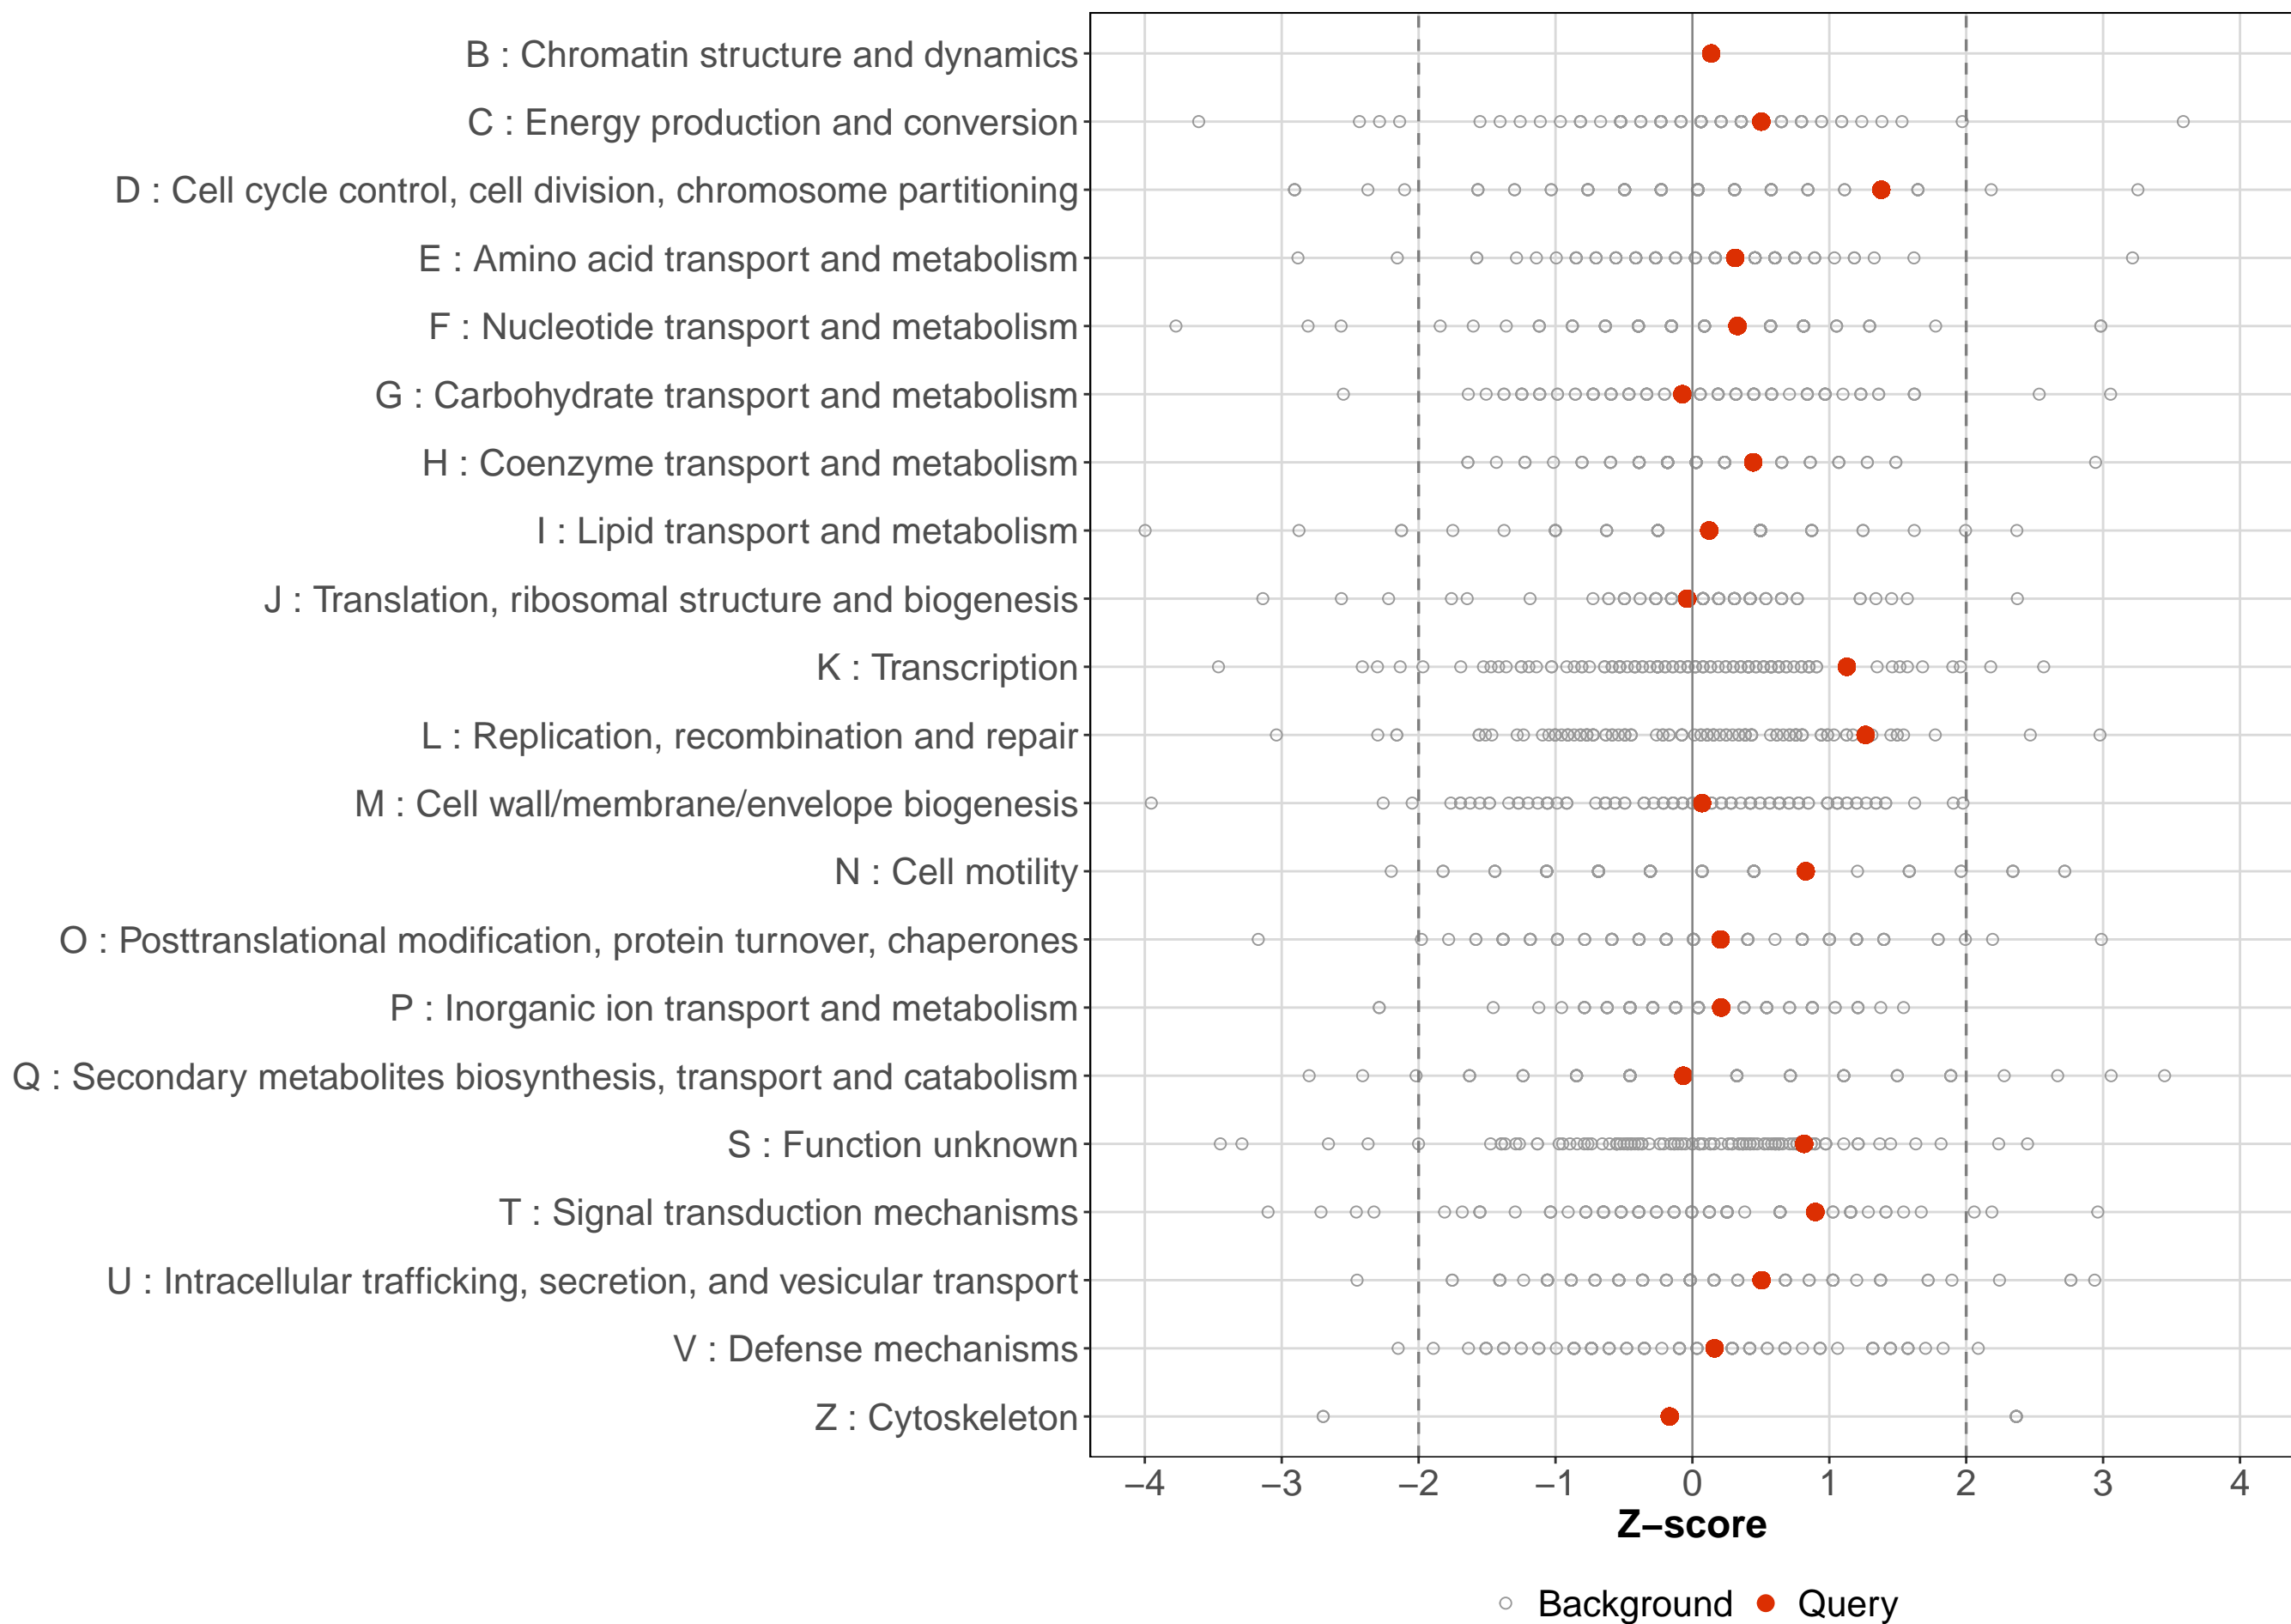 B : Chromatin structure and dynamics
C : Energy production and conversion
D : Cell cycle control, cell division, chromosome partitioning
E : Amino acid transport and metabolism
F : Nucleotide transport and metabolism
G : Carbohydrate transport and metabolism
H : Coenzyme transport and metabolism
I : Lipid transport and metabolism
J : Translation, ribosomal structure and biogenesis
K : Transcription
L : Replication, recombination and repair
M : Cell wall/membrane/envelope biogenesis
N : Cell motility
O : Posttranslational modification, protein turnover, chaperones
P : Inorganic ion transport and metabolism
Q : Secondary metabolites biosynthesis, transport and catabolism
S : Function unknown
T : Signal transduction mechanisms
U : Intracellular trafficking, secretion, and vesicular transport
V : Defense mechanisms
Z : Cytoskeleton
−4 −3 −2 −1 0 1 2 3 4
Z−score
Background Query